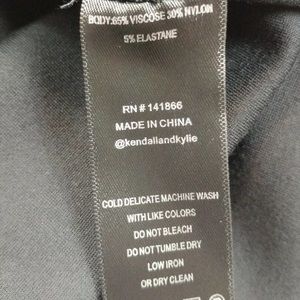 BODY:65% VISCOSE 30% NYLON
5% ELASTANE
RN # 141866
MADE IN CHINA
@kendallandkylie
COLD DELICATE MACHINE WASH
WITH LIKE COLORS
DO NOT BLEACH
DO NOT TUMBLE DRY
LOW IRON
OR DRY CLEAN